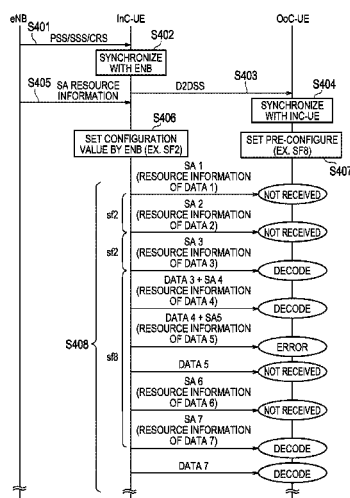 eNB
InC-UE
OoC-UE
S401
PSS/SSS/CRS
S402
SYNCHRONIZE
WITH ENB
S405
SA RESOURCE
INFORMATION
D2DSS
S403
S404
SYNCHRONIZE
WITH INC-UE
S406
SET CONFIGURATION
VALUE BY ENB (EX. SF2)
SET PRE-CONFIGURE
(EX. SF8)
S407
SA 1
(RESOURCE INFORMATION
OF DATA 1)
NOT RECEIVED
sf2
SA 2
(RESOURCE INFORMATION
OF DATA 2)
NOT RECEIVED
sf2
SA 3
(RESOURCE INFORMATION
OF DATA 3)
DECODE
DATA 3 + SA 4
(RESOURCE INFORMATION
OF DATA 4)
DECODE
DATA 4 + SA5
(RESOURCE INFORMATION
OF DATA 5)
ERROR
S408
sf8
DATA 5
NOT RECEIVED
SA 6
(RESOURCE INFORMATION
OF DATA 6)
NOT RECEIVED
SA 7
(RESOURCE INFORMATION
OF DATA 7)
DECODE
DATA 7
DECODE